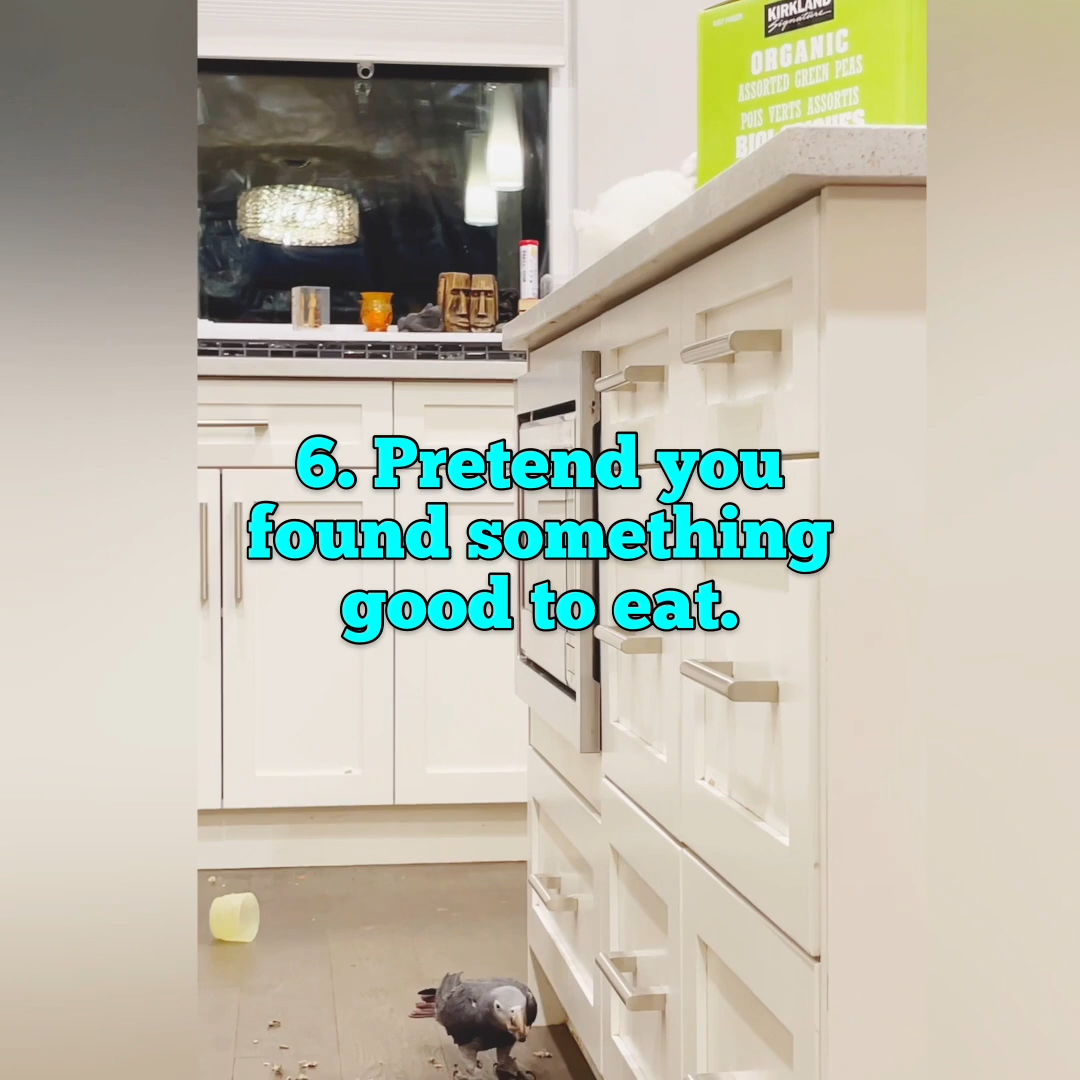 KIRKLAND
Signature
ORGANIC
ASSORTED GREEN PEAS
POIS VERTS ASSORTIS
6. Pretend you
found something
good to eat.